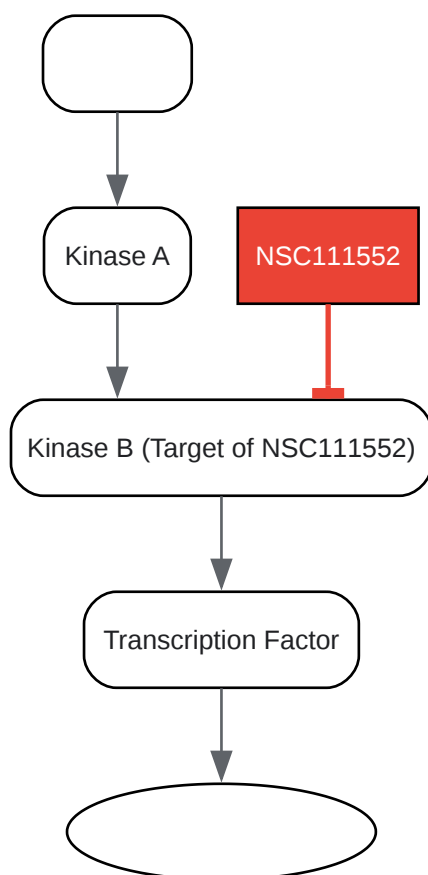 Kinase A
NSC111552
Kinase B (Target of NSC111552)
Transcription Factor